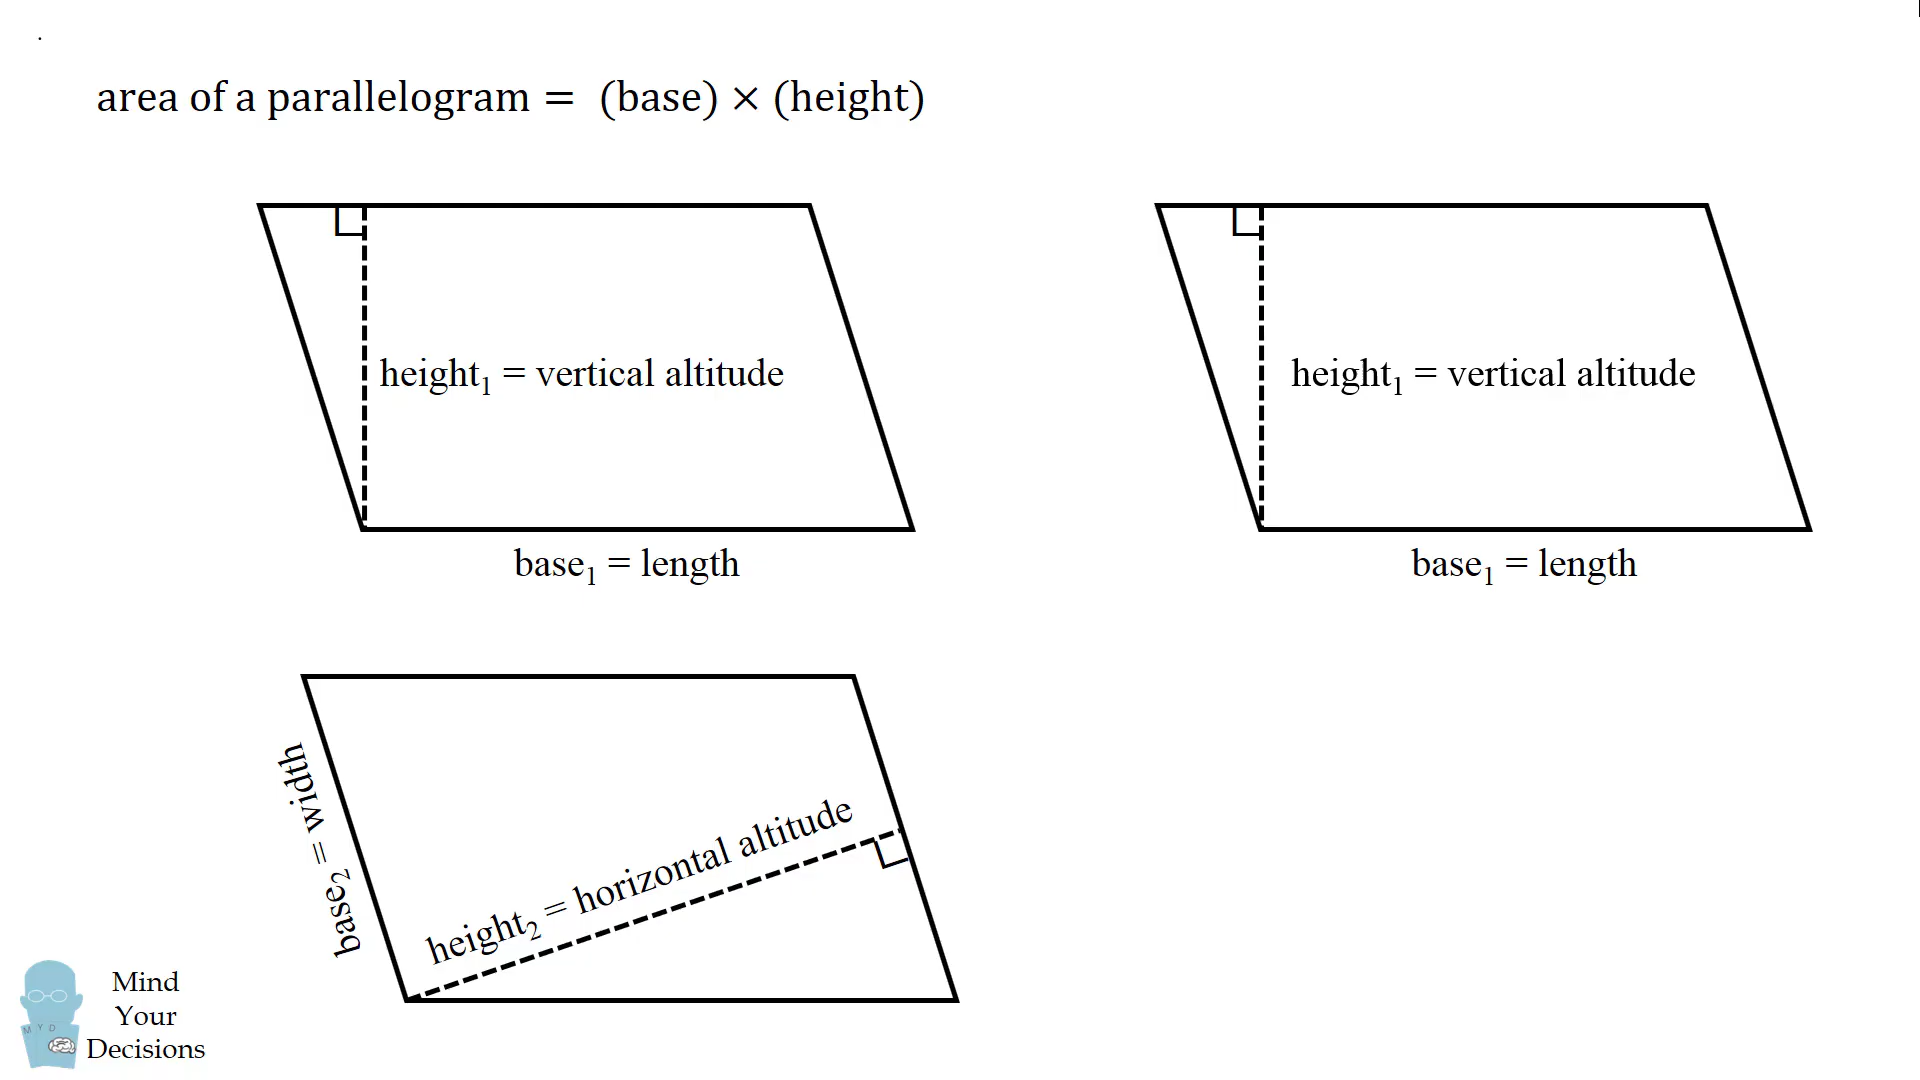 area of a parallelogram = (base) × (height)
height₁ = vertical altitude
base₁ = length
height₁ = vertical altitude
base₁ = length
base₂ = width
height₂ = horizontal altitude
M Y D
Mind
Your
Decisions